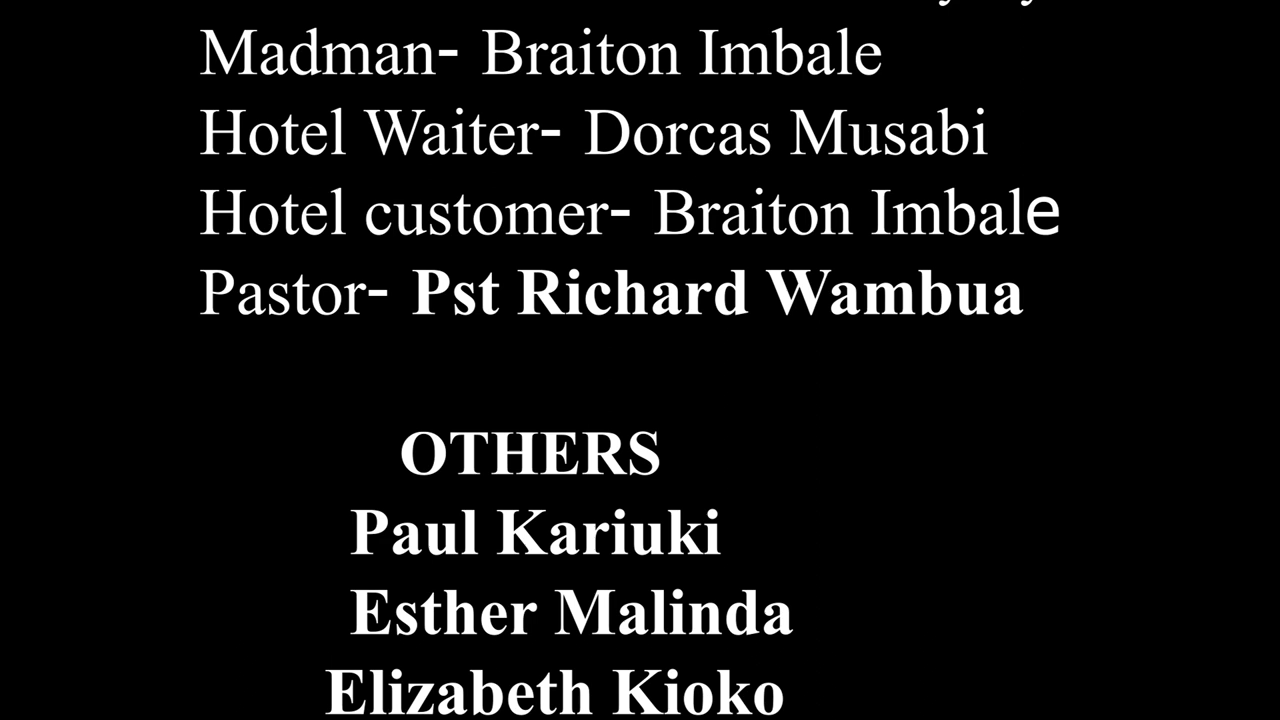 Madman- Braiton Imbale
Hotel Waiter- Dorcas Musabi
Hotel customer- Braiton Imbale
Pastor- Pst Richard Wambua
OTHERS
Paul Kariuki
Esther Malinda
Elizabeth Kioko